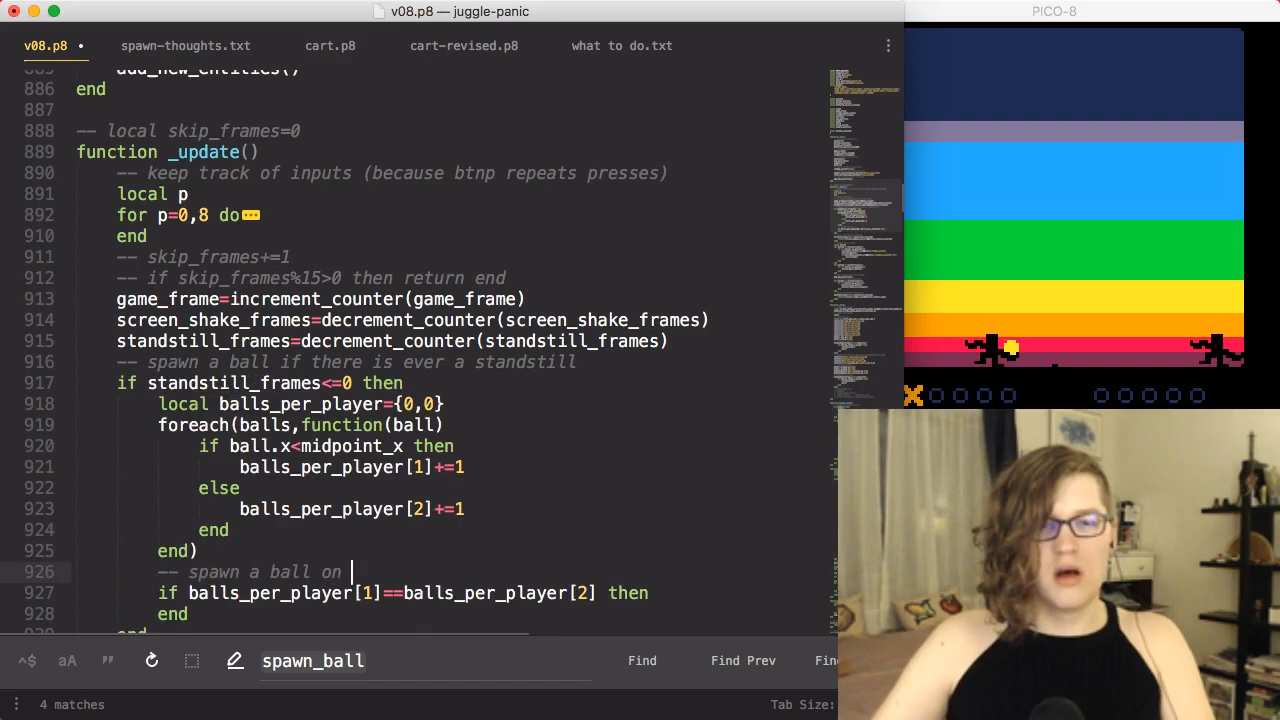 v08.p8 — juggle-panic
PICO-8
v08.p8 • spawn-thoughts.txt cart.p8 cart-revised.p8 what to do.txt
885 add_new_entities()
886 end
887
888 -- local skip_frames=0
889 function _update()
890 -- keep track of inputs (because btnp repeats presses)
891 local p
892 for p=0,8 do
910 end
911 -- skip_frames+=1
912 -- if skip_frames%15>0 then return end
913 game_frame=increment_counter(game_frame)
914 screen_shake_frames=decrement_counter(screen_shake_frames)
915 standstill_frames=decrement_counter(standstill_frames)
916 -- spawn a ball if there is ever a standstill
917 if standstill_frames<=0 then
918 local balls_per_player={0,0}
919 foreach(balls,function(ball)
920 if ball.x<midpoint_x then
921 balls_per_player[1]+=1
922 else
923 balls_per_player[2]+=1
924 end
925 end)
926 -- spawn a ball on
927 if balls_per_player[1]==balls_per_player[2] then
928 end
929 end
^$ aA " spawn_ball Find Find Prev Fin
4 matches Tab Size: